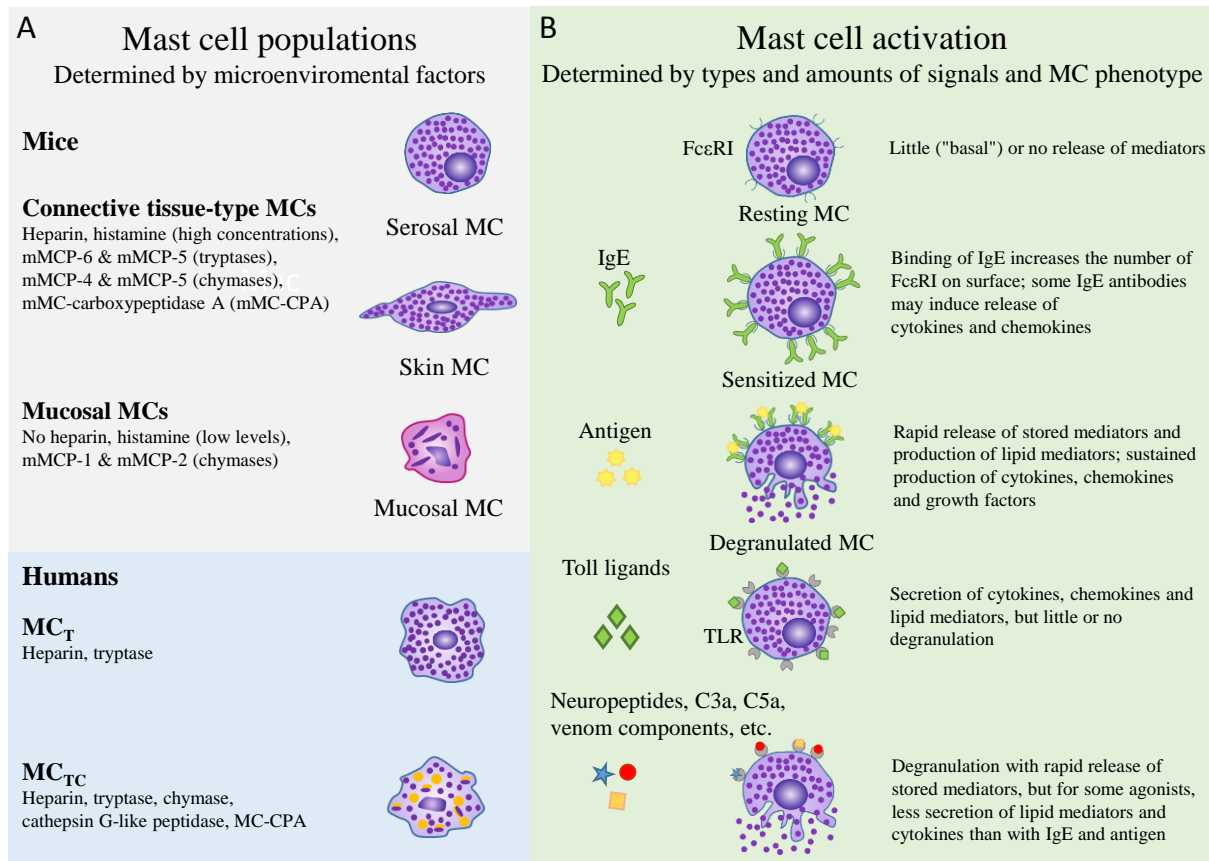 A
Mast cell populations
Determined by microenviromental factors
Mice
Connective tissue-type MCs
Heparin, histamine (high concentrations),
mMCP-6 & mMCP-5 (tryptases),
mMCP-4 & mMCP-5 (chymases),
mMC-carboxypeptidase A (mMC-CPA)
Serosal MC
Skin MC
Mucosal MCs
No heparin, histamine (low levels),
mMCP-1 & mMCP-2 (chymases)
Mucosal MC
Humans
MC_T
Heparin, tryptase
MC_TC
Heparin, tryptase, chymase,
cathepsin G-like peptidase, MC-CPA
B
Mast cell activation
Determined by types and amounts of signals and MC phenotype
FcεRI
Little ("basal") or no release of mediators
Resting MC
IgE
Binding of IgE increases the number of
FcεRI on surface; some IgE antibodies
may induce release of
cytokines and chemokines
Sensitized MC
Antigen
Rapid release of stored mediators and
production of lipid mediators; sustained
production of cytokines, chemokines
and growth factors
Degranulated MC
Toll ligands
TLR
Secretion of cytokines, chemokines and
lipid mediators, but little or no
degranulation
Neuropeptides, C3a, C5a,
venom components, etc.
Degranulation with rapid release of
stored mediators, but for some agonists,
less secretion of lipid mediators and
cytokines than with IgE and antigen